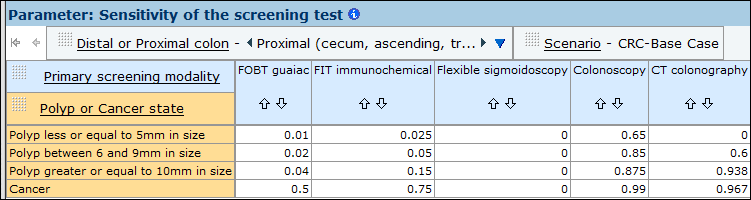 Parameter: Sensitivity of the screening test
Distal or Proximal colon - Proximal (cecum, ascending, tr... Scenario - CRC-Base Case
Primary screening modality FOBT guaiac FIT immunochemical Flexible sigmoidoscopy Colonoscopy CT colonography
Polyp or Cancer state
Polyp less or equal to 5mm in size 0.01 0.025 0 0.65 0
Polyp between 6 and 9mm in size 0.02 0.05 0 0.85 0.6
Polyp greater or equal to 10mm in size 0.04 0.15 0 0.875 0.938
Cancer 0.5 0.75 0 0.99 0.967